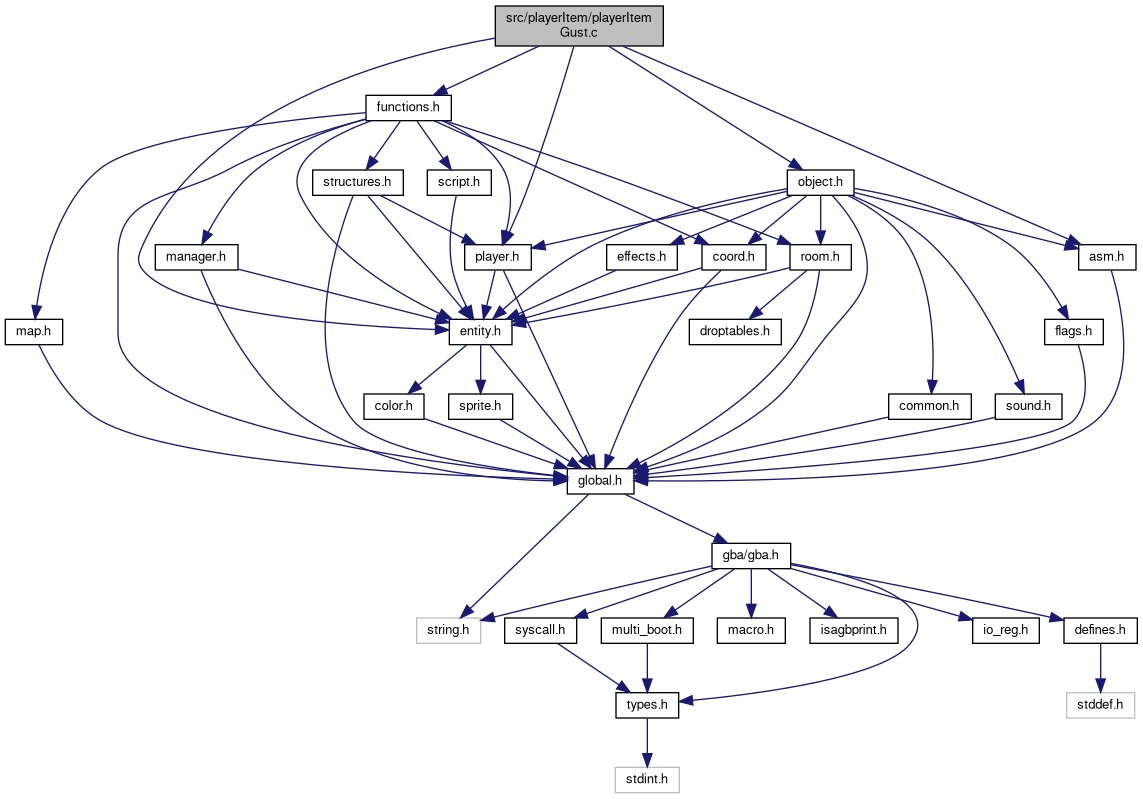 src/playerItem/playerItem
Gust.c
functions.h
structures.h
script.h
object.h
manager.h
player.h
effects.h
coord.h
room.h
asm.h
map.h
entity.h
droptables.h
flags.h
color.h
sprite.h
common.h
sound.h
global.h
gba/gba.h
string.h
syscall.h
multi_boot.h
macro.h
isagbprint.h
io_reg.h
defines.h
types.h
stddef.h
stdint.h